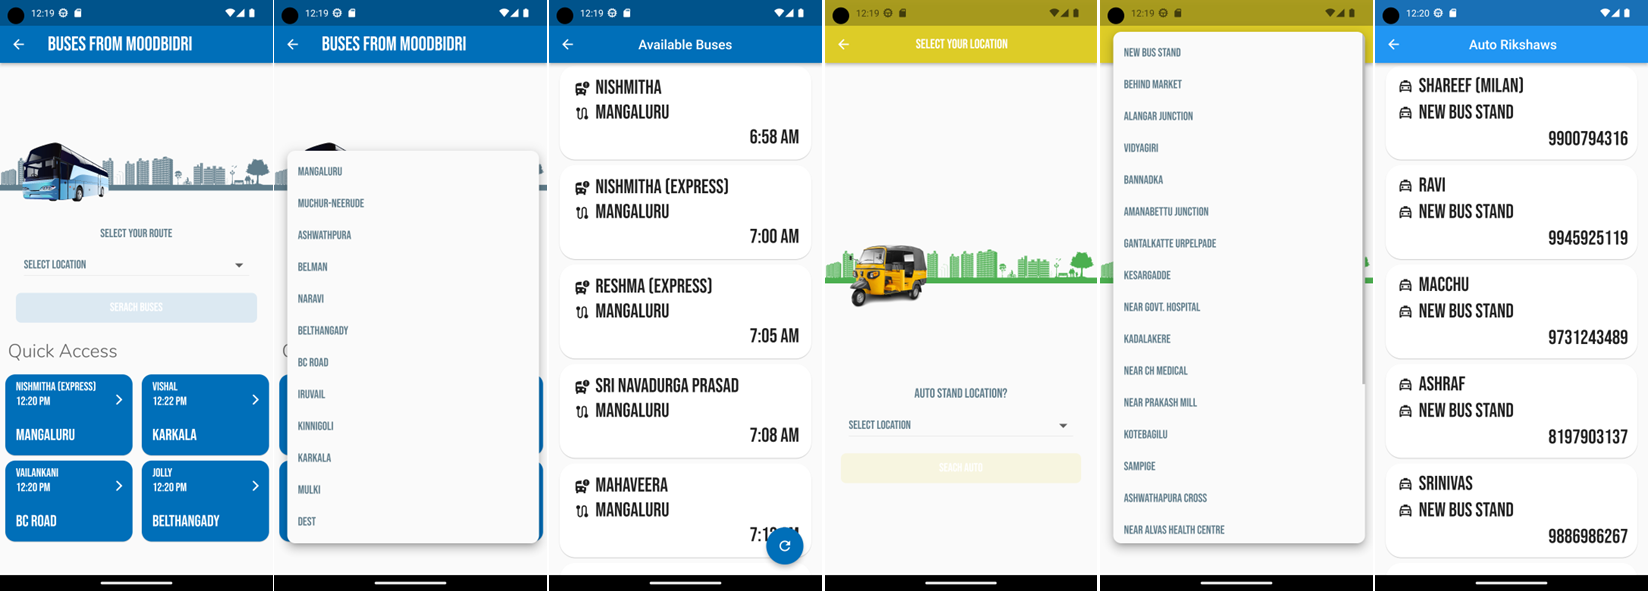 12:19
BUSES FROM MOODBIDRI
SELECT YOUR ROUTE
SELECT LOCATION
SERACH BUSES
Quick Access
NISHMITHA (EXPRESS)
12:20 PM
MANGALURU
VISHAL
12:22 PM
KARKALA
VAILANKANI
12:20 PM
BC ROAD
JOLLY
12:20 PM
BELTHANGADY
12:19
BUSES FROM MOODBIDRI
MANGALURU
MUCHUR-NEERUDE
ASHWATHPURA
BELMAN
NARAVI
BELTHANGADY
BC ROAD
IRUVAIL
KINNIGOLI
KARKALA
MULKI
DEST
12:19
Available Buses
NISHMITHA
MANGALURU
6:58 AM
NISHMITHA (EXPRESS)
MANGALURU
7:00 AM
RESHMA (EXPRESS)
MANGALURU
7:05 AM
SRI NAVADURGA PRASAD
MANGALURU
7:08 AM
MAHAVEERA
MANGALURU
12:19
SELECT YOUR LOCATION
AUTO STAND LOCATION?
SELECT LOCATION
SEACH AUTO
12:19
NEW BUS STAND
BEHIND MARKET
ALANGAR JUNCTION
VIDYAGIRI
BANNADKA
AMANABETTU JUNCTION
GANTALKATTE URPELPADE
KESARGADDE
NEAR GOVT. HOSPITAL
KADALAKERE
NEAR CH MEDICAL
NEAR PRAKASH MILL
KOTEBAGILU
SAMPIGE
ASHWATHAPURA CROSS
NEAR ALVAS HEALTH CENTRE
12:20
Auto Rikshaws
SHAREEF (MILAN)
NEW BUS STAND
9900794316
RAVI
NEW BUS STAND
9945925119
MACCHU
NEW BUS STAND
9731243489
ASHRAF
NEW BUS STAND
8197903137
SRINIVAS
NEW BUS STAND
9886986267